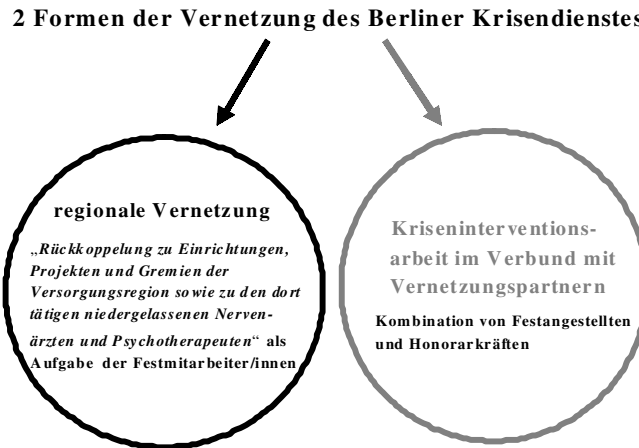 2 Formen der Vernetzung des Berliner Krisendienstes
regionale Vernetzung
„Rückkoppelung zu Einrichtungen,
Projekten und Gremien der
Versorgungsregion sowie zu den dort
tätigen niedergelassenen Nerven-
ärzten und Psychotherapeuten“ als
Aufgabe der Festmitarbeiter/innen
Kriseninterventions-
arbeit im Verbund mit
Vernetzungspartnern
Kombination von Festangestellten
und Honorarkräften